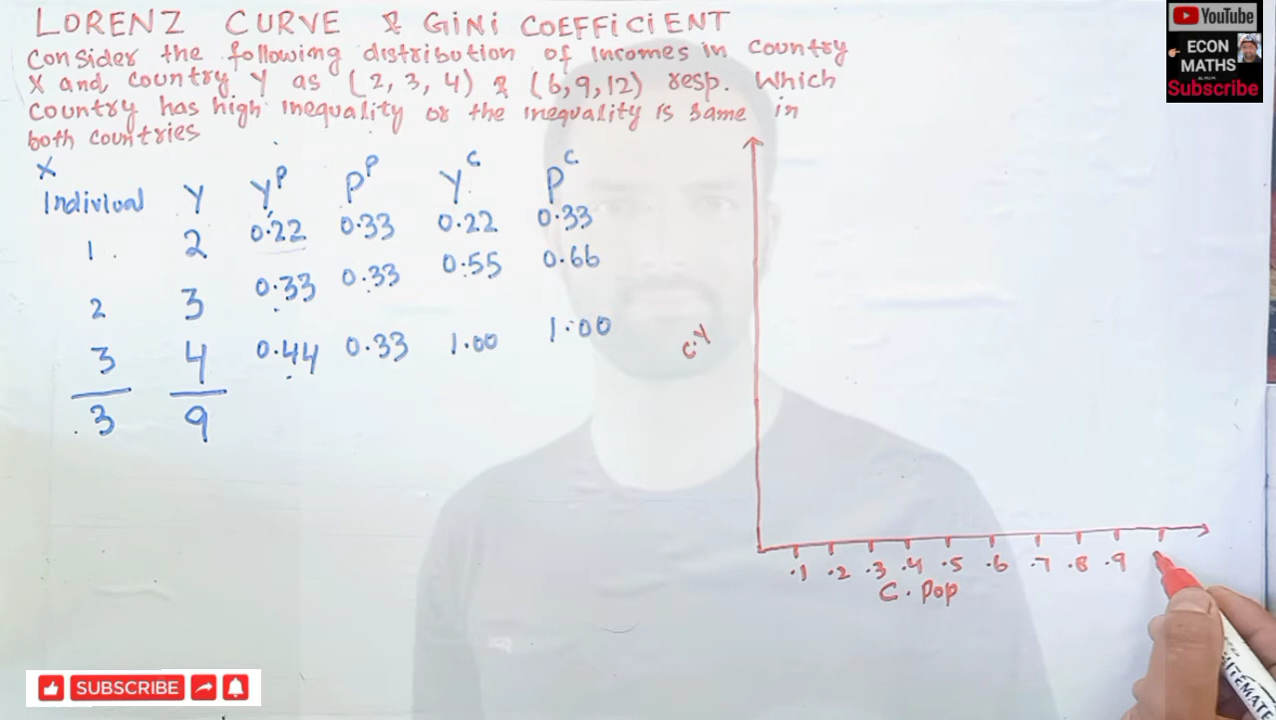 LORENZ CURVE & GINI COEFFICIENT
Consider the following distribution of Incomes in Country
X and, country Y as (2, 3, 4) & (6,9,12) resp. Which
Country has high inequality or the inequality is same in
both countries
X
Indiviual Y Y^P P^P Y^C P^C
1 2 0.22 0.33 0.22 0.33
2 3 0.33 0.33 0.55 0.66
3 4 0.44 0.33 1.00 1.00
3 9
C.Y
.1 .2 .3 .4 .5 .6 .7 .8 .9
C. Pop
YouTube
ECON
MATHS
Subscribe
SUBSCRIBE